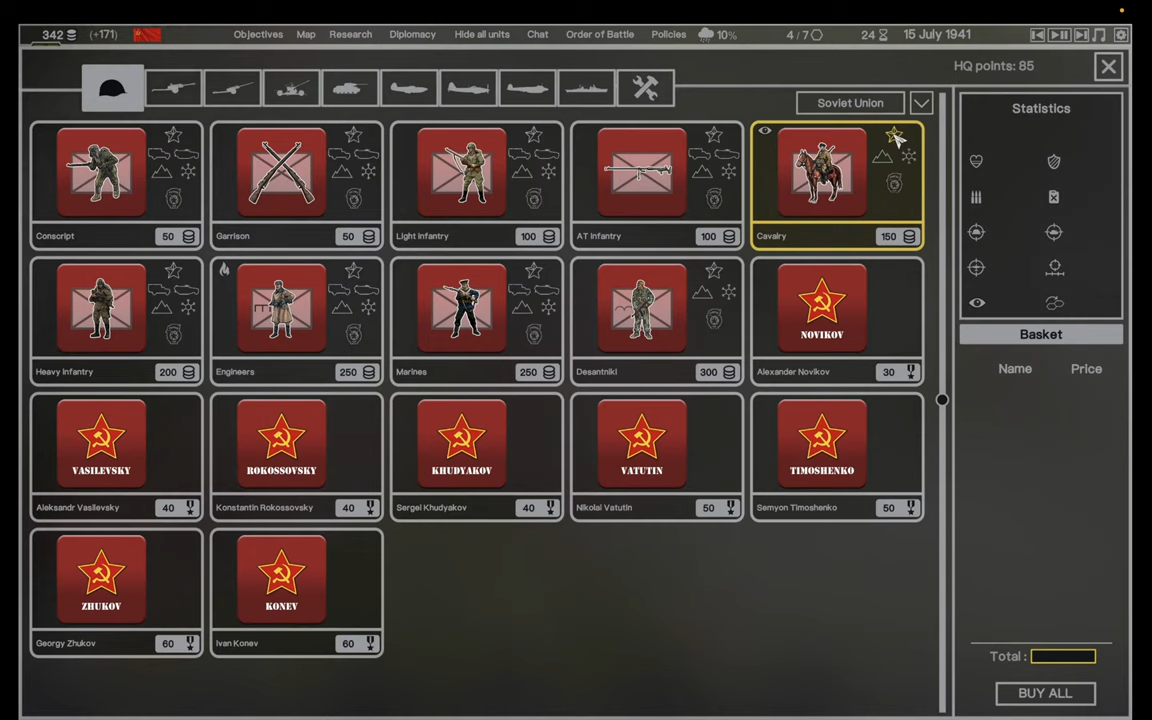 342 (+171) Objectives Map Research Diplomacy Hide all units Chat Order of Battle Policies 10% 4/7 24 15 July 1941
HQ points: 85
Soviet Union
Statistics
Conscript 50
Garrison 50
Light Infantry 100
AT Infantry 100
Cavalry 150
Heavy Infantry 200
Engineers 250
Marines 250
Desantniki 300
NOVIKOV
Alexander Novikov 30
Basket
Name Price
VASILEVSKY
Aleksandr Vasilevsky 40
ROKOSSOVSKY
Konstantin Rokossovsky 40
KHUDYAKOV
Sergei Khudyakov 40
VATUTIN
Nikolai Vatutin 50
TIMOSHENKO
Semyon Timoshenko 50
ZHUKOV
Georgy Zhukov 60
KONEV
Ivan Konev 60
Total :
BUY ALL